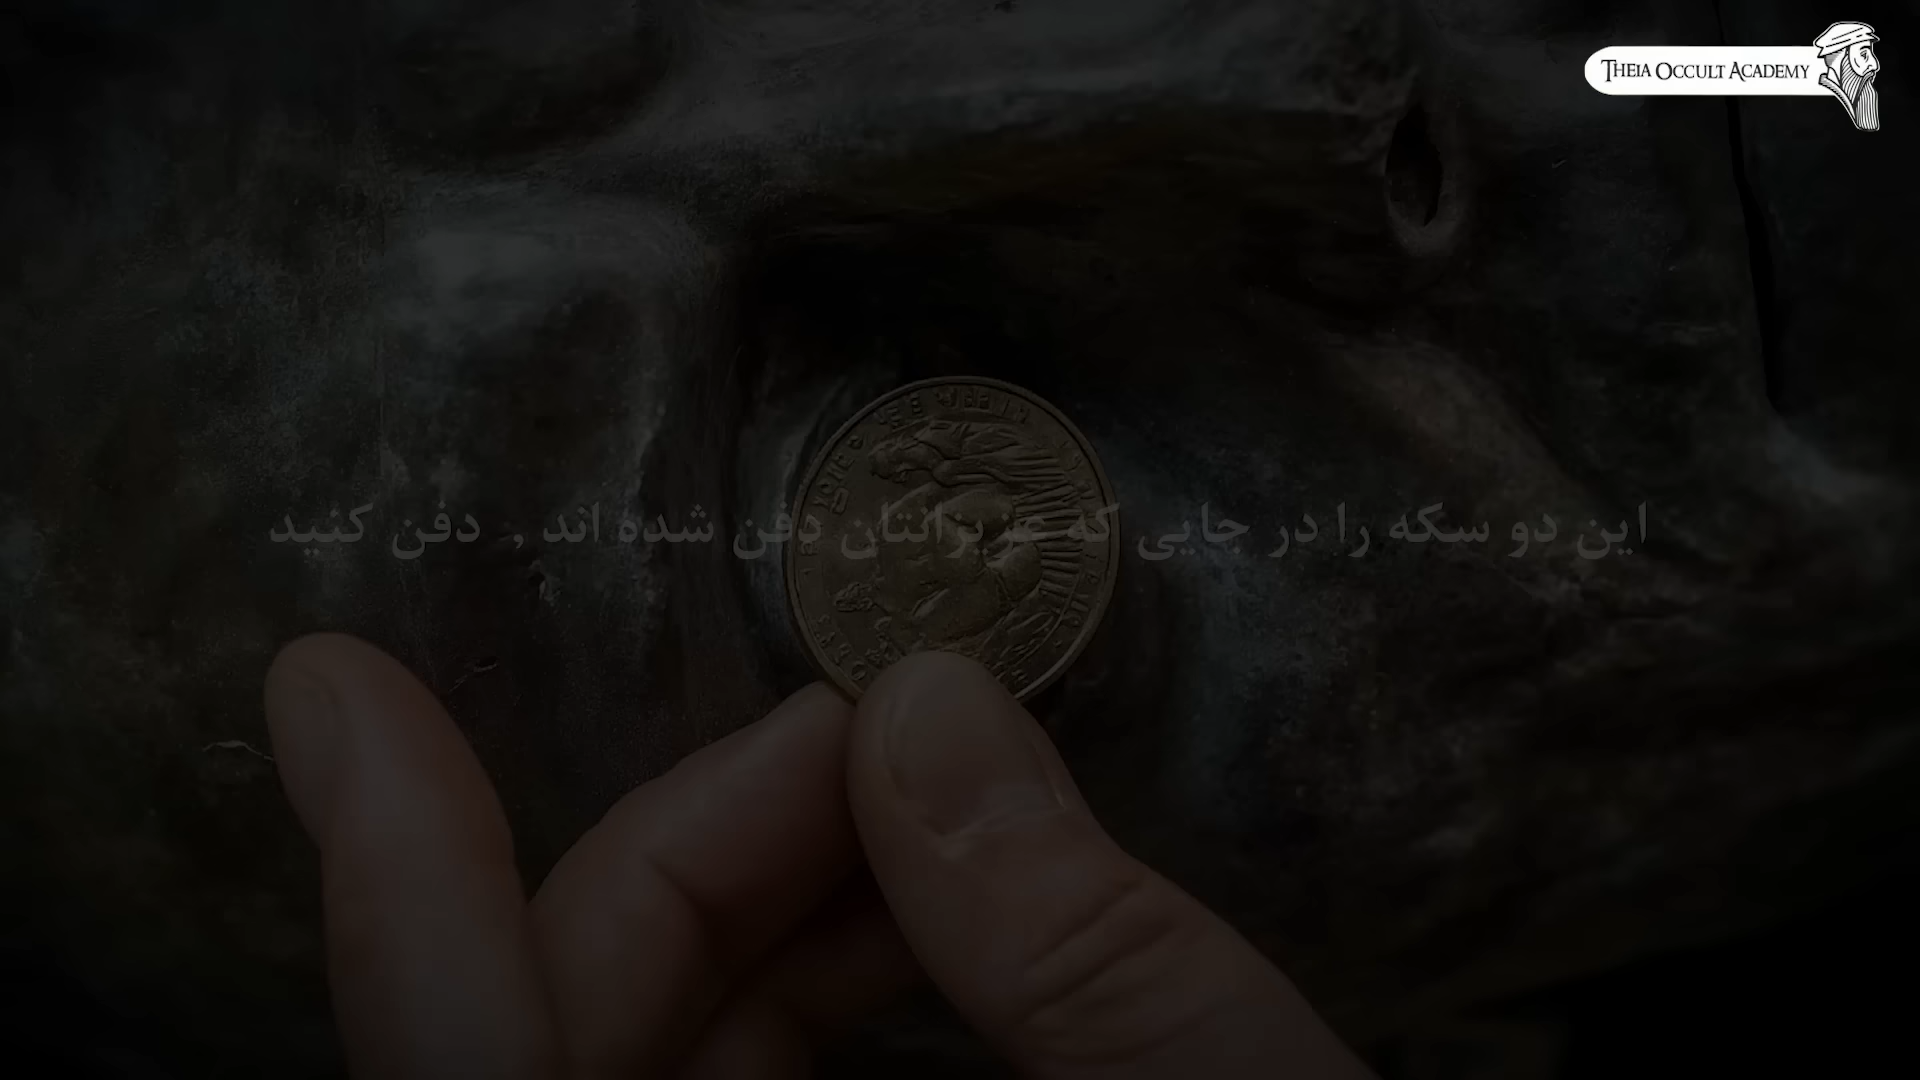 THEIA OCCULT ACADEMY
این دو سکه را در جایی که عزیزانتان دفن شده اند , دفن کنید